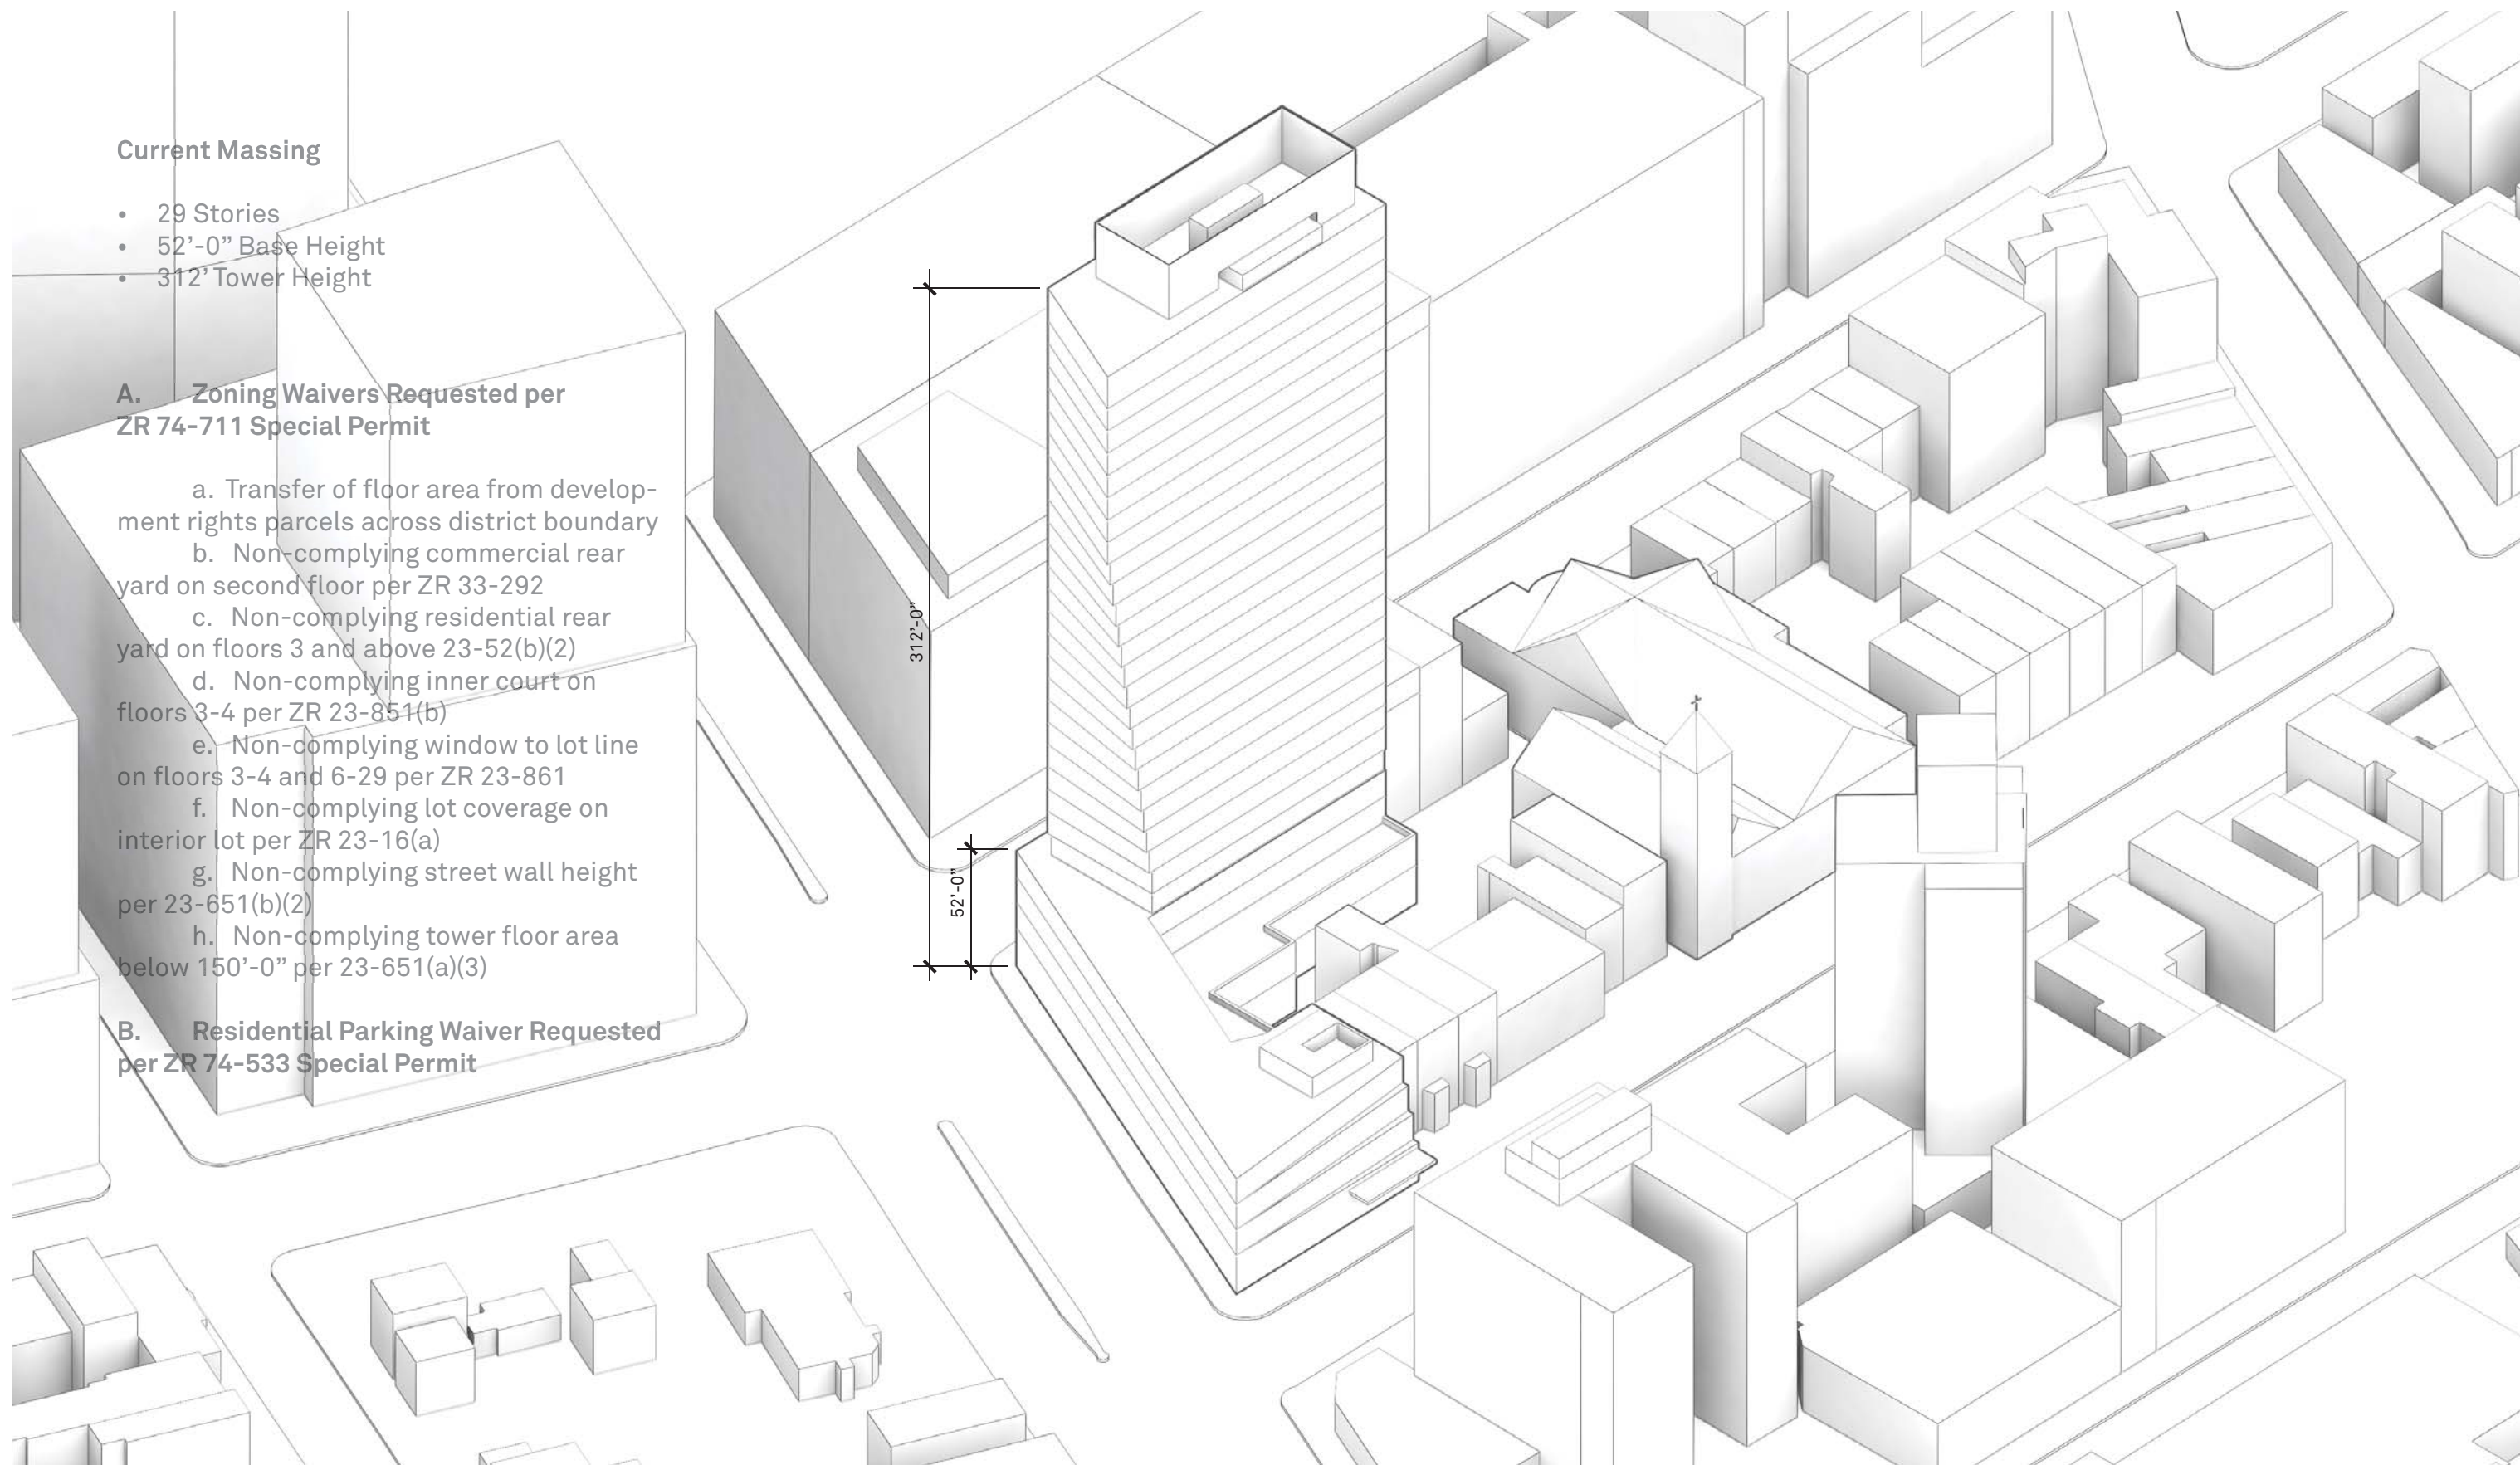 Current Massing
• 29 Stories
• 52’-0” Base Height
• 312’ Tower Height
A. Zoning Waivers Requested per
ZR 74-711 Special Permit
a. Transfer of floor area from develop-
ment rights parcels across district boundary
b. Non-complying commercial rear
yard on second floor per ZR 33-292
c. Non-complying residential rear
yard on floors 3 and above 23-52(b)(2)
d. Non-complying inner court on
floors 3-4 per ZR 23-851(b)
e. Non-complying window to lot line
on floors 3-4 and 6-29 per ZR 23-861
f. Non-complying lot coverage on
interior lot per ZR 23-16(a)
g. Non-complying street wall height
per 23-651(b)(2)
h. Non-complying tower floor area
below 150’-0” per 23-651(a)(3)
B. Residential Parking Waiver Requested
per ZR 74-533 Special Permit
312’-0”
52’-0”